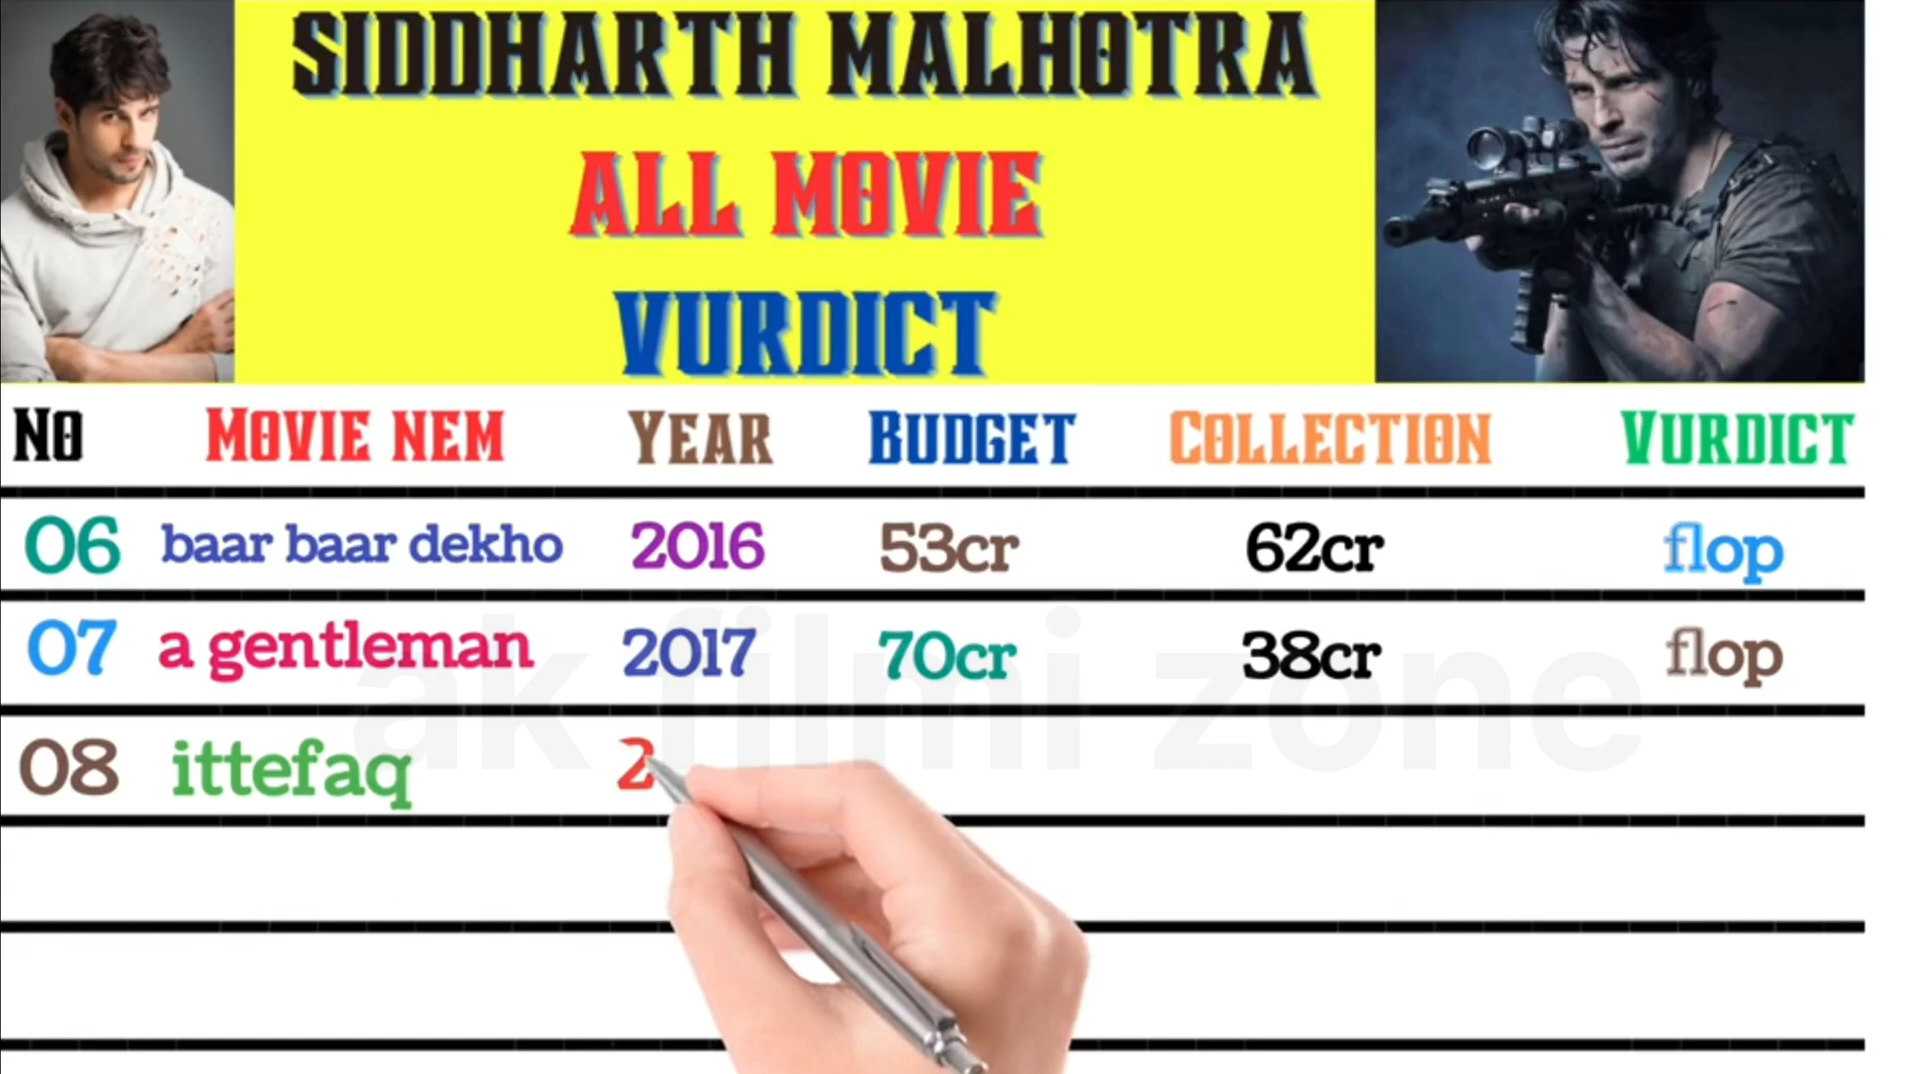 SIDDHARTH MALHOTRA
ALL MOVIE
VURDICT
NO MOVIE NEM YEAR BUDGET COLLECTION VURDICT
06 baar baar dekho 2016 53cr 62cr flop
07 a gentleman 2017 70cr 38cr flop
ak filmi zone
08 ittefaq 2